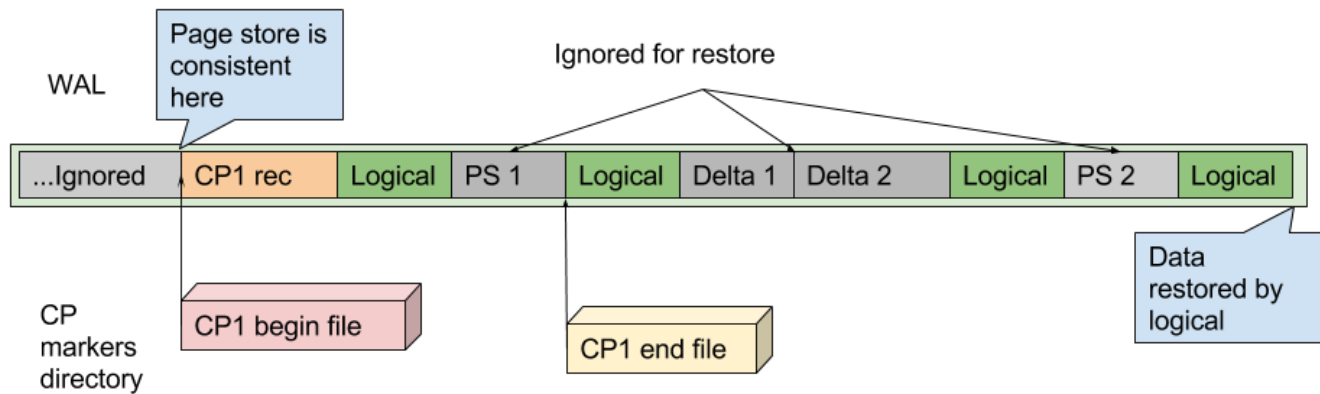 Page store is
consistent
here
WAL
Ignored for restore
...Ignored
CP1 rec
Logical
PS 1
Logical
Delta 1
Delta 2
Logical
PS 2
Logical
Data
restored by
logical
CP1 begin file
CP1 end file
CP
markers
directory